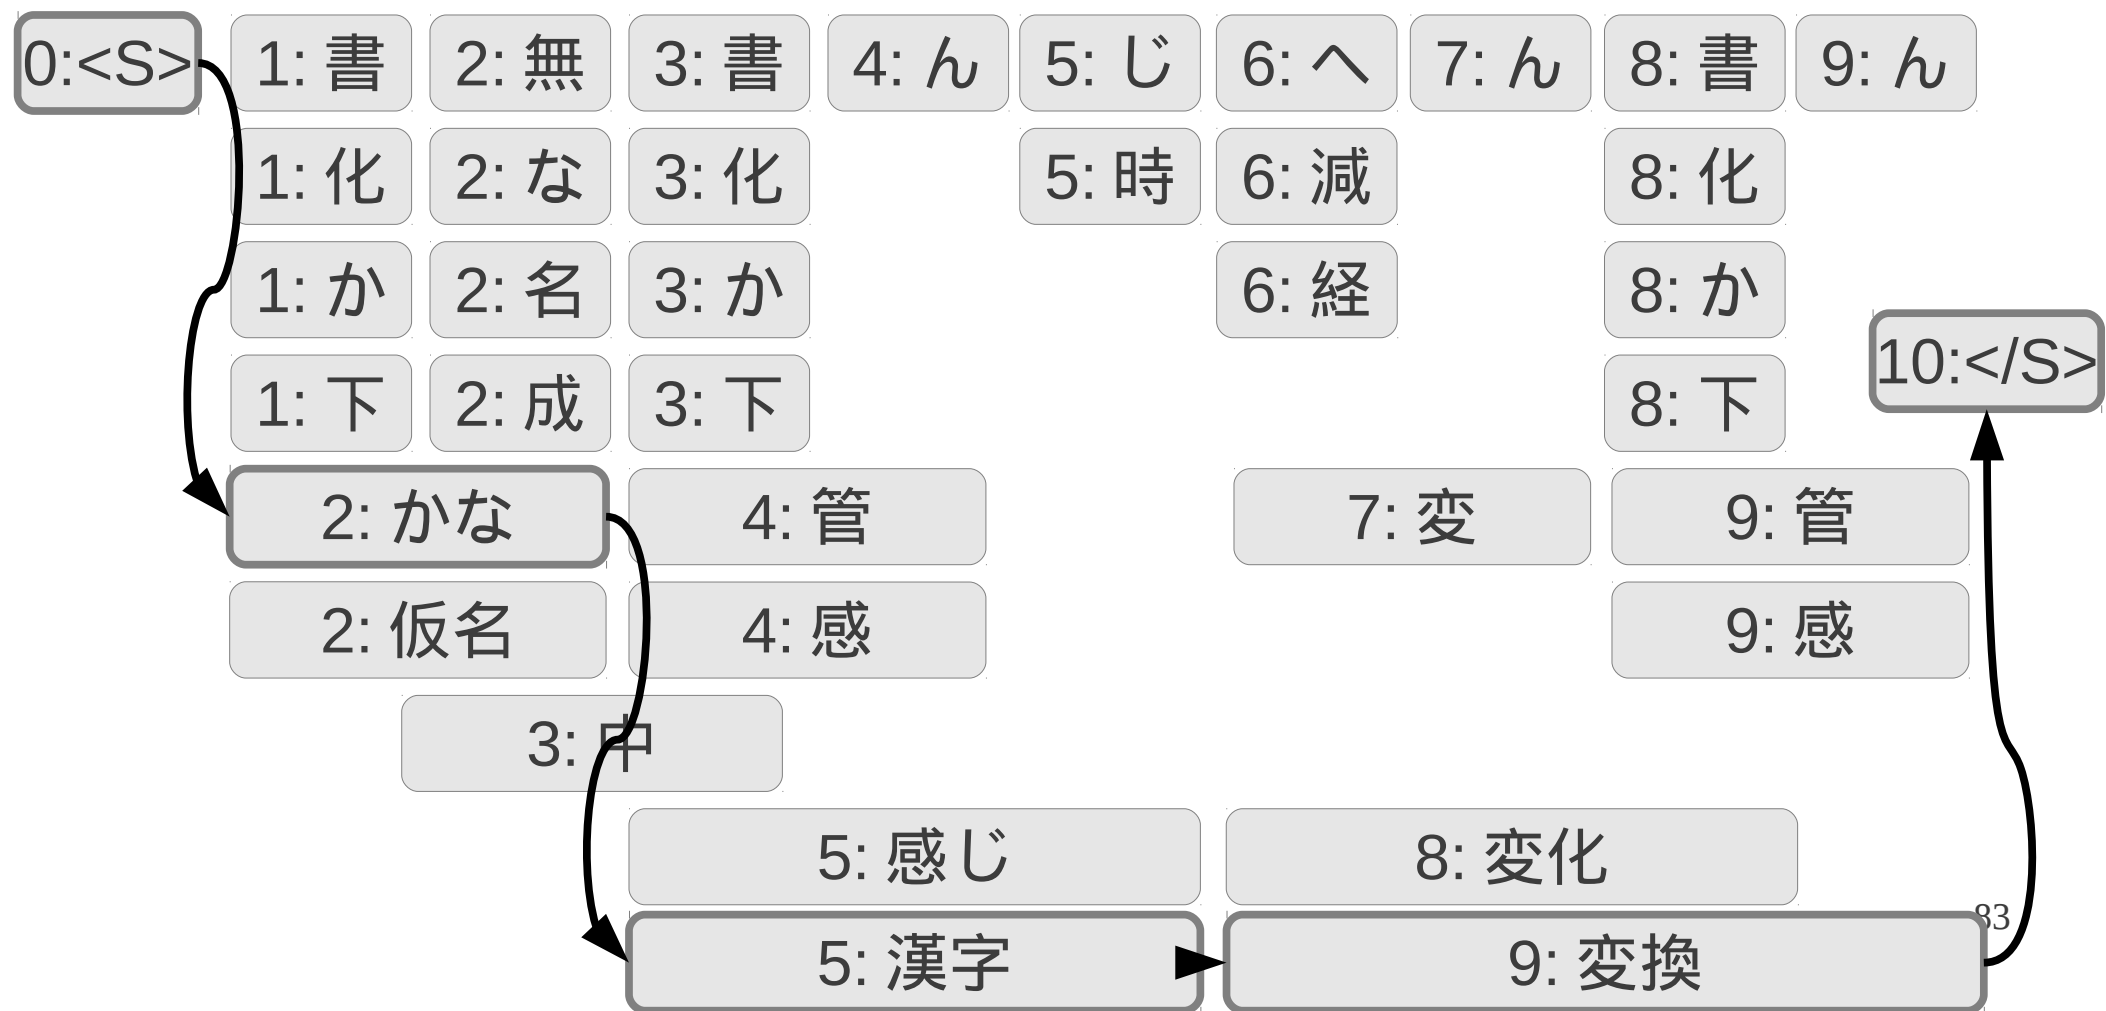 0:<S> 1: 書 2: 無 3: 書 4: ん 5: じ 6: へ 7: ん 8: 書 9: ん
1: 化 2: な 3: 化 5: 時 6: 減 8: 化
1: か 2: 名 3: か 6: 経 8: か
10:</S>
1: 下 2: 成 3: 下 8: 下
2: かな 4: 管 7: 変 9: 管
2: 仮名 4: 感 9: 感
3: 中
5: 感じ 8: 変化
83
5: 漢字 9: 変換